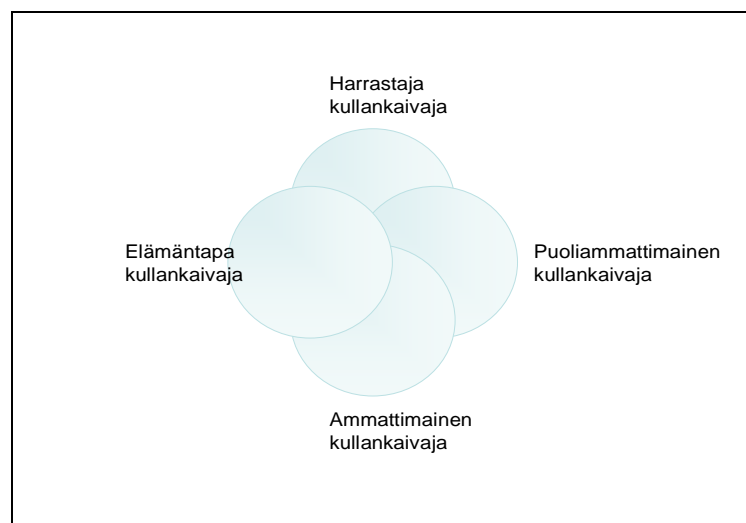 Harrastaja
kullankaivaja
Elämäntapa
kullankaivaja
Puoliammattimainen
kullankaivaja
Ammattimainen
kullankaivaja